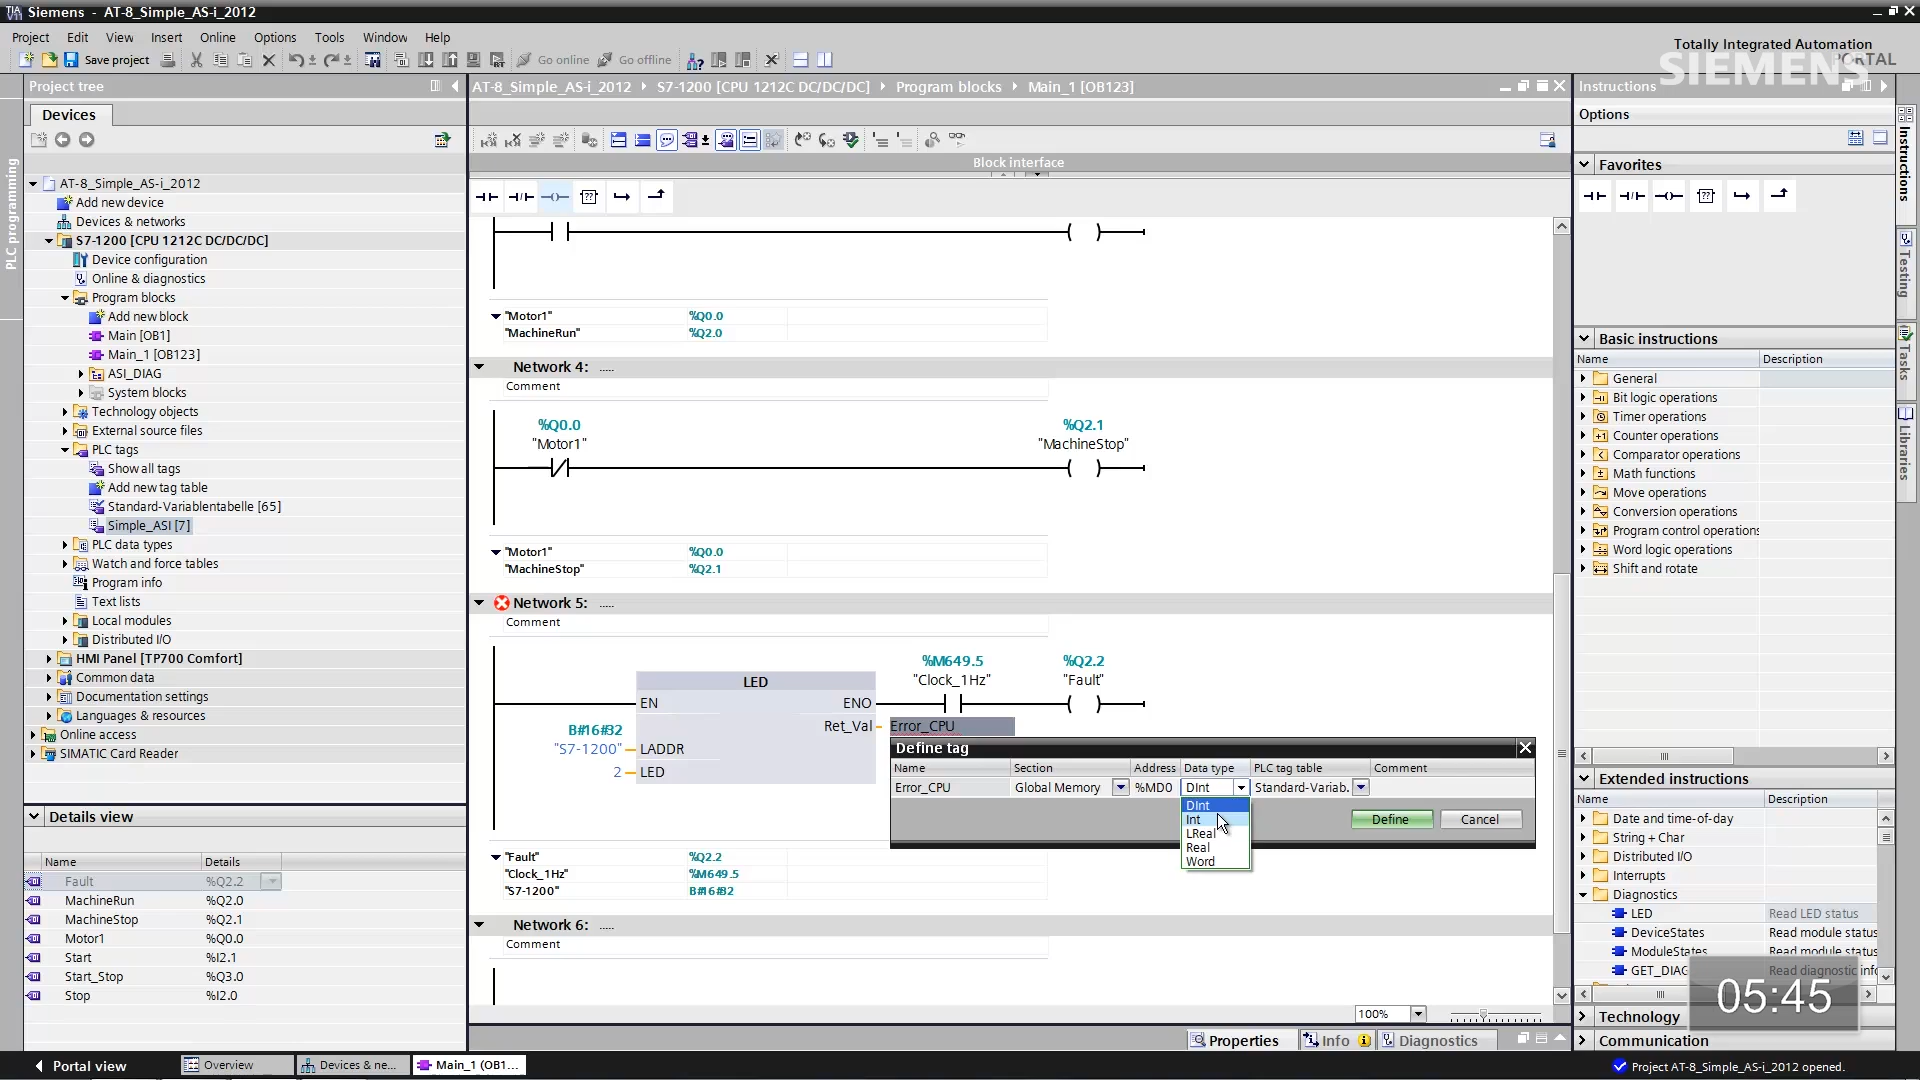 Siemens - AT-8_Simple_AS-i_2012
Project Edit View Insert Online Options Tools Window Help
Totally Integrated Automation
PORTAL
SIEMENS
Save project Go online Go offline
Project tree
AT-8_Simple_AS-i_2012 S7-1200 [CPU 1212C DC/DC/DC] Program blocks Main_1 [OB123]
Instructions
Devices
Options
PLC programming
Block interface
Favorites
AT-8_Simple_AS-i_2012
Add new device
Devices & networks
S7-1200 [CPU 1212C DC/DC/DC]
Device configuration
Online & diagnostics
Program blocks
Add new block
Main [OB1]
Main_1 [OB123]
ASI_DIAG
System blocks
Technology objects
External source files
PLC tags
Show all tags
Add new tag table
Standard-Variablentabelle [65]
Simple_ASI [7]
PLC data types
Watch and force tables
Program info
Text lists
Local modules
Distributed I/O
HMI Panel [TP700 Comfort]
Common data
Documentation settings
Languages & resources
Online access
SIMATIC Card Reader
Details view
Name Details
Fault %Q2.2
MachineRun %Q2.0
MachineStop %Q2.1
Motor1 %Q0.0
Start %I2.1
Start_Stop %Q3.0
Stop %I2.0
"Motor1" %Q0.0
"MachineRun" %Q2.0
Network 4: .....
Comment
%Q0.0 %Q2.1
"Motor1" "MachineStop"
"Motor1" %Q0.0
"MachineStop" %Q2.1
Network 5: .....
Comment
%M649.5 %Q2.2
"Clock_1Hz" "Fault"
LED
EN ENO
Ret_Val Error_CPU
B#16#32
"S7-1200" LADDR
2 LED
Define tag
Name Section Address Data type PLC tag table Comment
Error_CPU Global Memory %MD0 DInt Standard-Variab.
DInt
Int
LReal
Real
Word
Define Cancel
"Fault" %Q2.2
"Clock_1Hz" %M649.5
"S7-1200" B#16#32
Network 6: .....
Comment
100%
Properties Info Diagnostics
Basic instructions
Name Description
General
Bit logic operations
Timer operations
Counter operations
Comparator operations
Math functions
Move operations
Conversion operations
Program control operations
Word logic operations
Shift and rotate
Extended instructions
Name Description
Date and time-of-day
String + Char
Distributed I/O
Interrupts
Diagnostics
LED Read LED status
DeviceStates Read module status
ModuleStates Read module status
GET_DIAG Read diagnostic info
05:45
Technology
Communication
Instructions
Testing
Tasks
Libraries
Portal view Overview Devices & ne... Main_1 (OB1...
Project AT-8_Simple_AS-i_2012 opened.